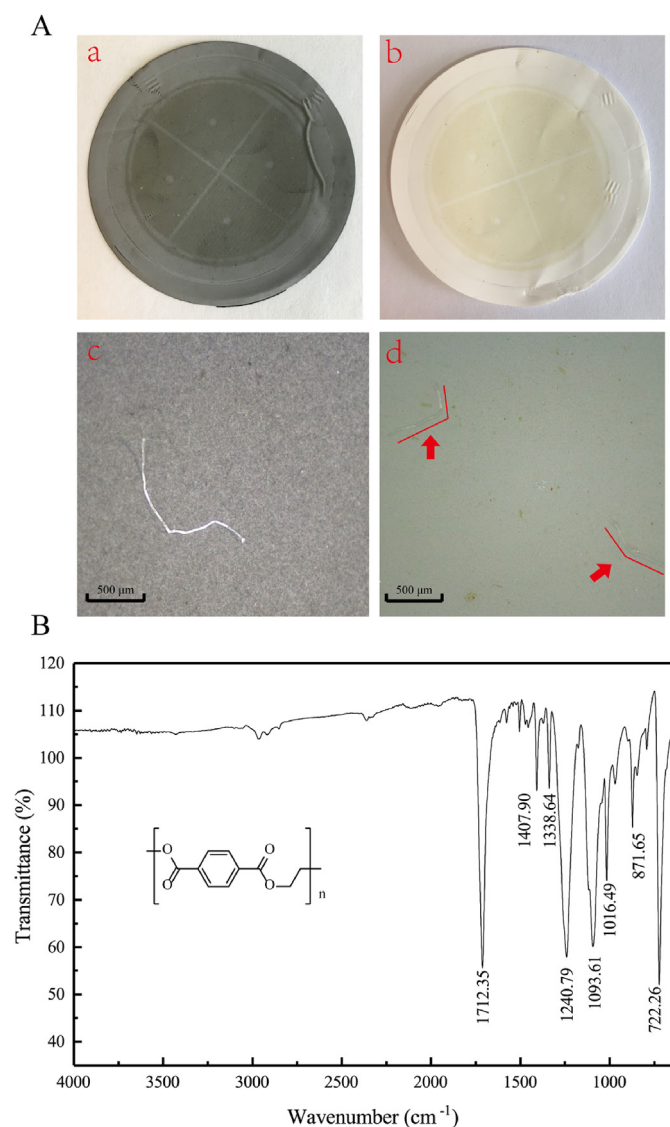 A
a
b
c
500 μm
d
500 μm
B
120
110
100
90
80
70
60
50
40
Transmittance (%)
4000
3500
3000
2500
2000
1500
1000
Wavenumber (cm⁻¹)
1712.35
1407.90
1338.64
1240.79
1093.61
1016.49
871.65
722.26
O
O
O
O
n